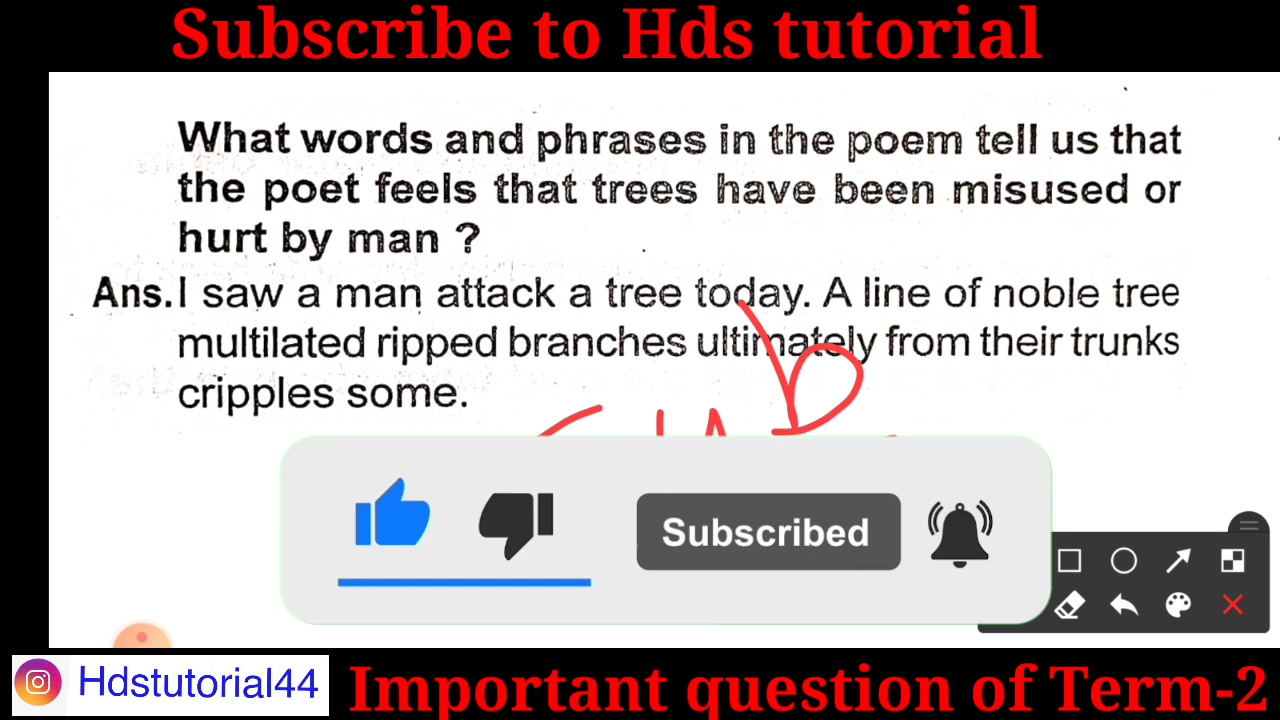 Subscribe to Hds tutorial
What words and phrases in the poem tell us that
the poet feels that trees have been misused or
hurt by man ?
Ans. I saw a man attack a tree today. A line of noble tree
multilated ripped branches ultimately from their trunks
cripples some.
Subscribed
Hdstutorial44
Important question of Term-2